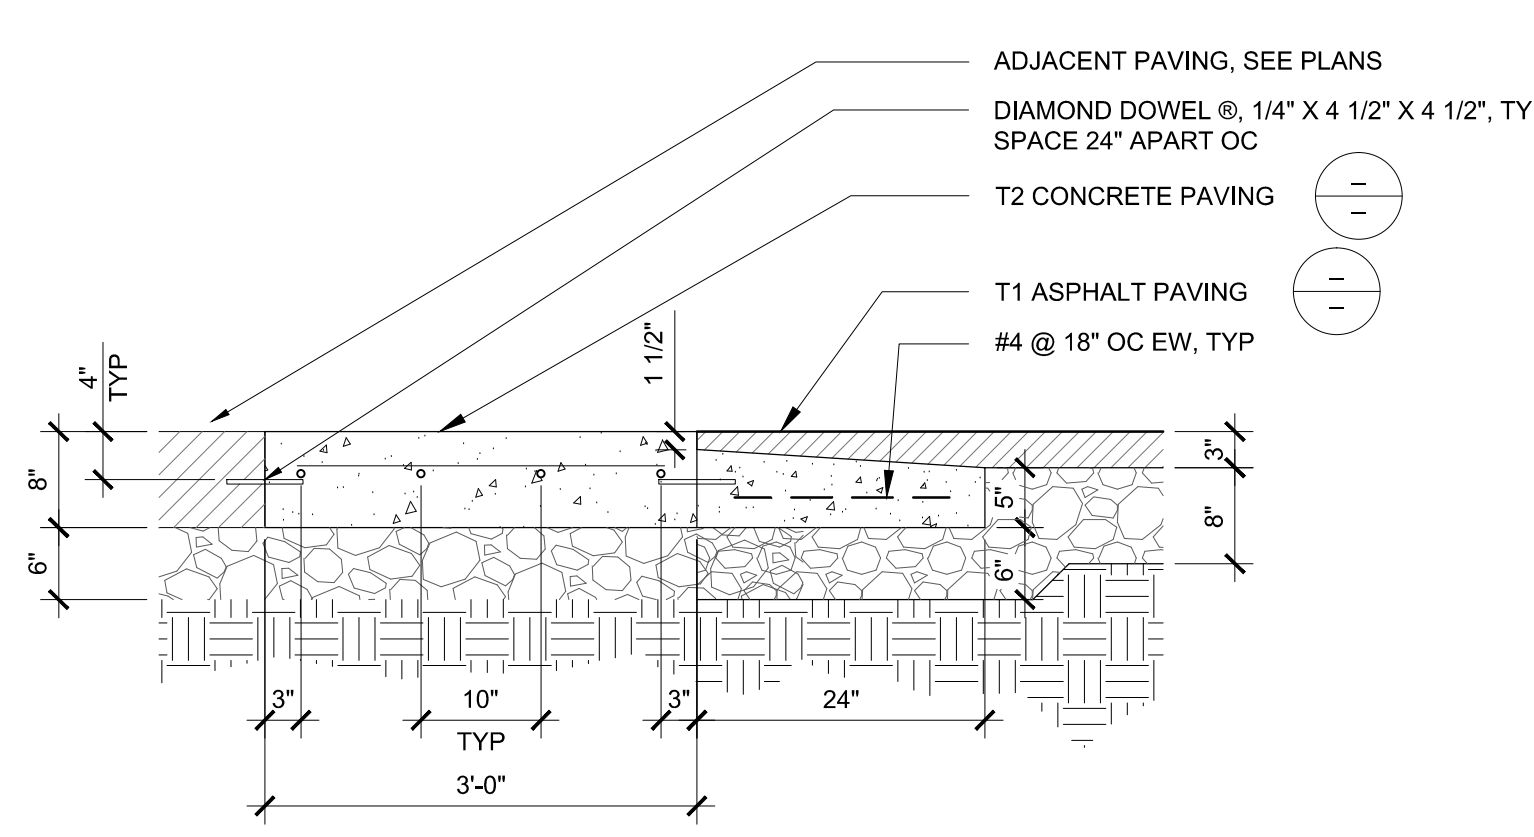 ADJACENT PAVING, SEE PLANS
DIAMOND DOWEL ®, 1/4" X 4 1/2" X 4 1/2", TY
SPACE 24" APART OC
T2 CONCRETE PAVING
T1 ASPHALT PAVING
#4 @ 18" OC EW, TYP
1 1/2"
4"
TYP
8"
6"
3"
8"
5"
6"
3"
10"
TYP
3"
24"
3'-0"